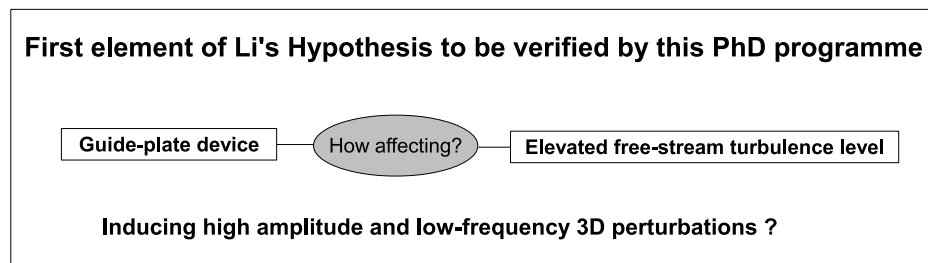 First element of Li's Hypothesis to be verified by this PhD programme
Guide-plate device
How affecting?
Elevated free-stream turbulence level
Inducing high amplitude and low-frequency 3D perturbations ?